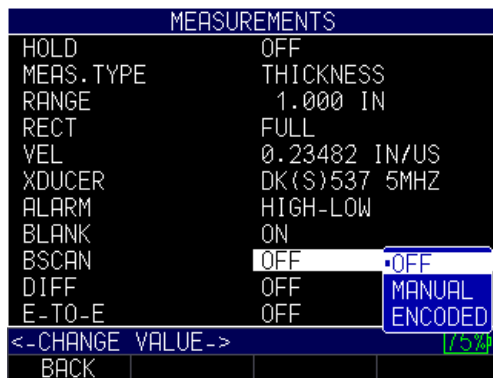 MEASUREMENTS
HOLD OFF
MEAS.TYPE THICKNESS
RANGE 1.000 IN
RECT FULL
VEL 0.23482 IN/US
XDUCER DK(S)537 5MHZ
ALARM HIGH-LOW
BLANK ON
BSCAN OFF •OFF
DIFF OFF MANUAL
E-TO-E OFF ENCODED
<-CHANGE VALUE-> 75%
BACK